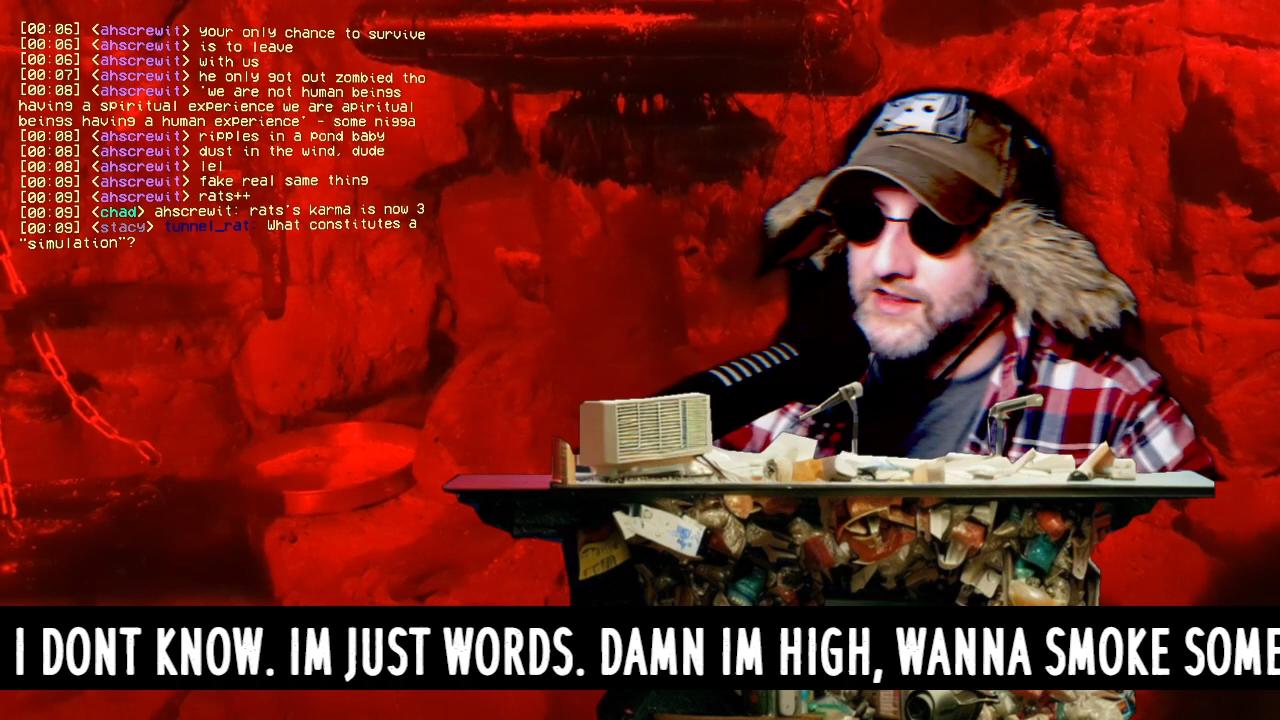 [00:06] <ahscrewit> your only chance to survive
[00:06] <ahscrewit> is to leave
[00:06] <ahscrewit> with us
[00:07] <ahscrewit> he only got out zombied tho
[00:08] <ahscrewit> 'we are not human beings
having a spiritual experience we are apiritual
beings having a human experience' - some nigga
[00:08] <ahscrewit> ripples in a pond baby
[00:08] <ahscrewit> dust in the wind, dude
[00:08] <ahscrewit> lel
[00:09] <ahscrewit> fake real same thing
[00:09] <ahscrewit> rats++
[00:09] <chad> ahscrewit: rats's karma is now 3
[00:09] <stacy> tunnel_rat: What constitutes a
"simulation"?
I DONT KNOW. IM JUST WORDS. DAMN IM HIGH, WANNA SMOKE SOME